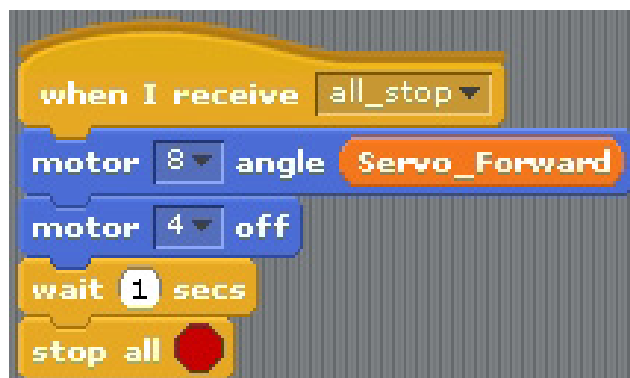 when I receive all_stop
motor 8 angle Servo_Forward
motor 4 off
wait 1 secs
stop all